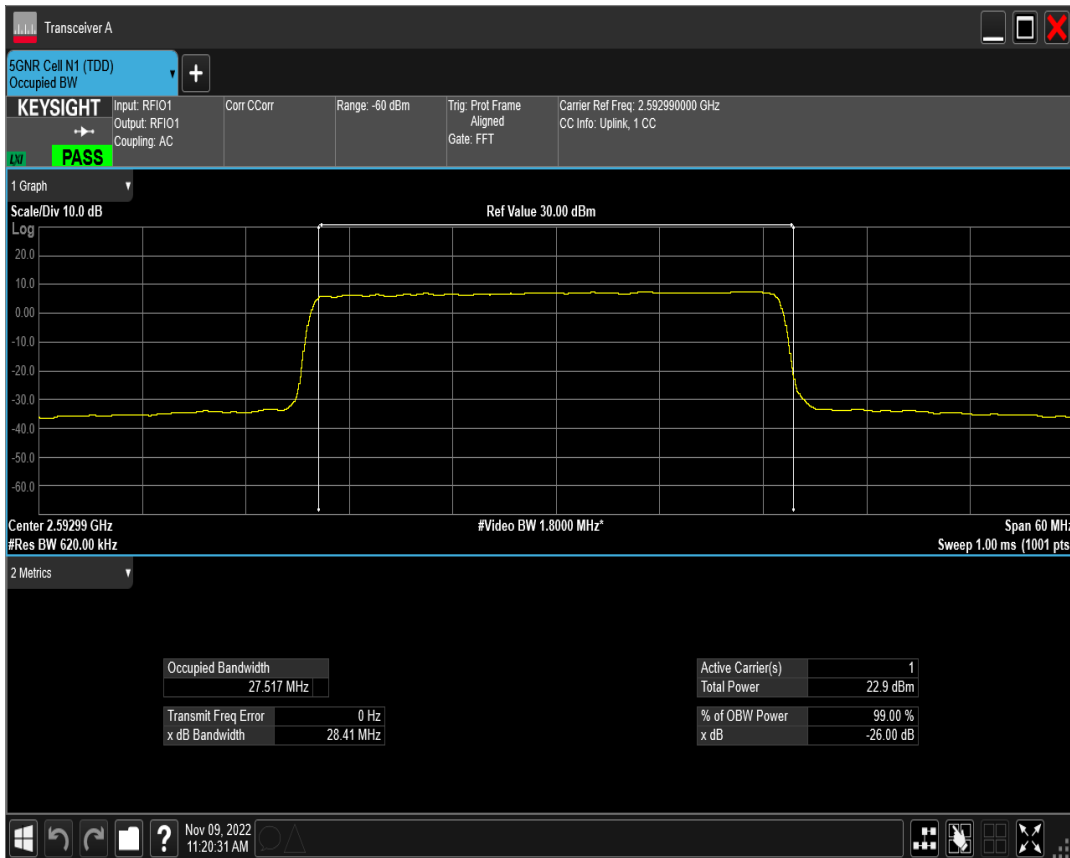 Transceiver A
5GNR Cell N1 (TDD)
Occupied BW
+
KEYSIGHT
LXI
PASS
Input: RFIO1
Output: RFIO1
Coupling: AC
Corr CCorr
Range: -60 dBm
Trig: Prot Frame
Aligned
Gate: FFT
Carrier Ref Freq: 2.592990000 GHz
CC Info: Uplink, 1 CC
1 Graph
Scale/Div 10.0 dB
Ref Value 30.00 dBm
Log
20.0
10.0
0.00
-10.0
-20.0
-30.0
-40.0
-50.0
-60.0
Center 2.59299 GHz
#Video BW 1.8000 MHz*
Span 60 MHz
#Res BW 620.00 kHz
Sweep 1.00 ms (1001 pts
2 Metrics
Occupied Bandwidth
27.517 MHz
Transmit Freq Error 0 Hz
x dB Bandwidth 28.41 MHz
Active Carrier(s) 1
Total Power 22.9 dBm
% of OBW Power 99.00 %
x dB -26.00 dB
?
Nov 09, 2022
11:20:31 AM